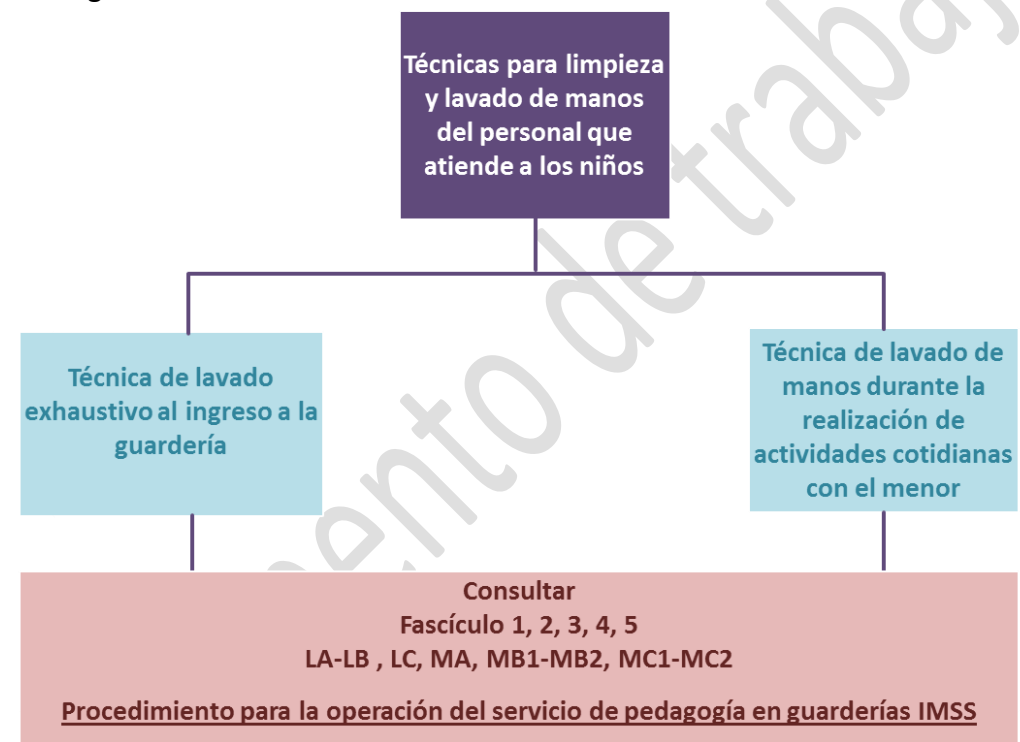 Técnicas para limpieza
y lavado de manos
del personal que
atiende a los niños
Técnica de lavado
exhaustivo al ingreso a la
guardería
Técnica de lavado de
manos durante la
realización de
actividades cotidianas
con el menor
Consultar
Fascículo 1, 2, 3, 4, 5
LA-LB , LC, MA, MB1-MB2, MC1-MC2
Procedimiento para la operación del servicio de pedagogía en guarderías IMSS